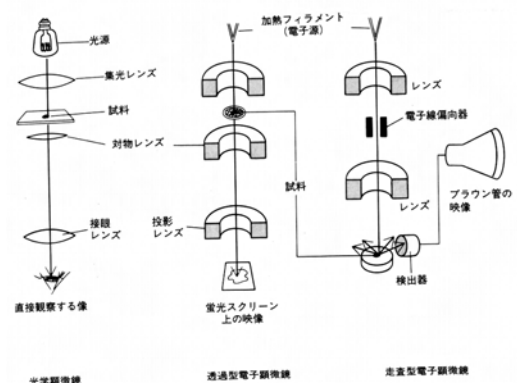 光源
集光レンズ
試料
対物レンズ
接眼
レンズ
直接観察する像
光学顕微鏡
加熱フィラメント
(電子源)
投影
レンズ
蛍光スクリーン
上の映像
透過型電子顕微鏡
試料
レンズ
電子線偏向器
レンズ
ブラウン管の
映像
検出器
走査型電子顕微鏡